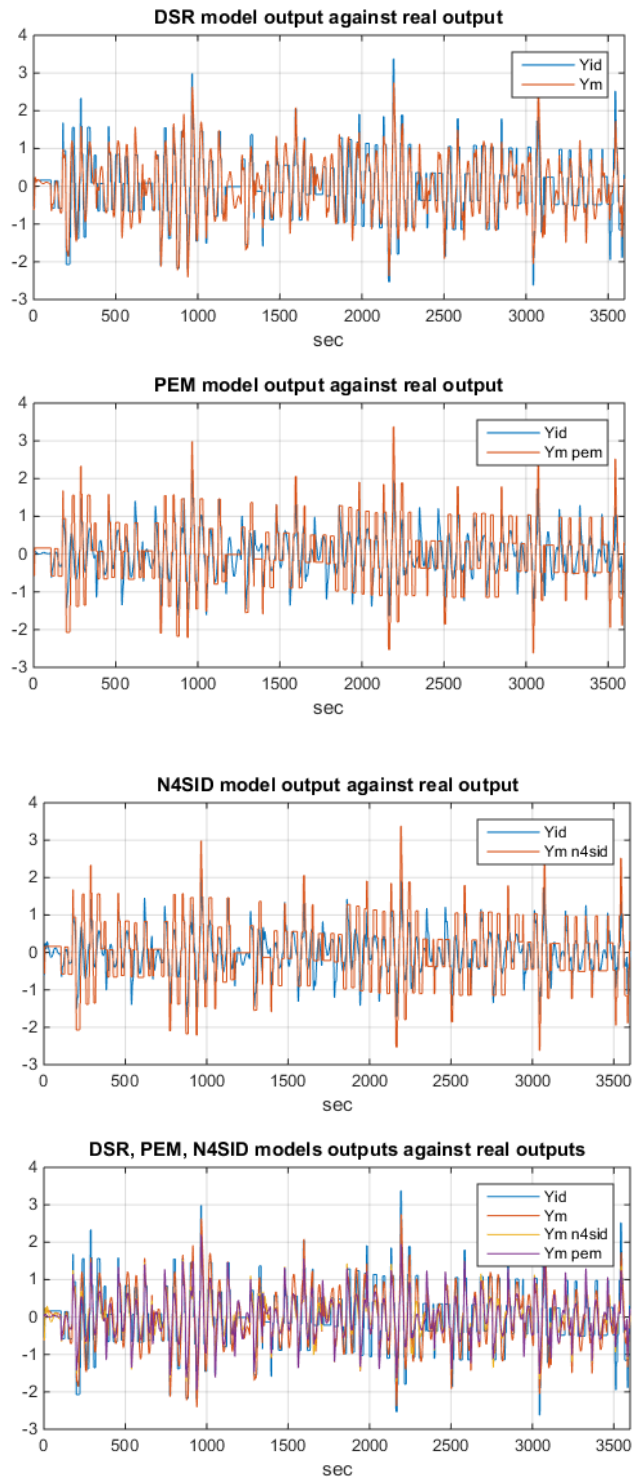 DSR model output against real output
4
3
2
1
0
-1
-2
-3
Yid
Ym
0 500 1000 1500 2000 2500 3000 3500
sec
PEM model output against real output
4
3
2
1
0
-1
-2
-3
Yid
Ym pem
0 500 1000 1500 2000 2500 3000 3500
sec
N4SID model output against real output
4
3
2
1
0
-1
-2
-3
Yid
Ym n4sid
0 500 1000 1500 2000 2500 3000 3500
sec
DSR, PEM, N4SID models outputs against real outputs
4
3
2
1
0
-1
-2
-3
Yid
Ym
Ym n4sid
Ym pem
0 500 1000 1500 2000 2500 3000 3500
sec